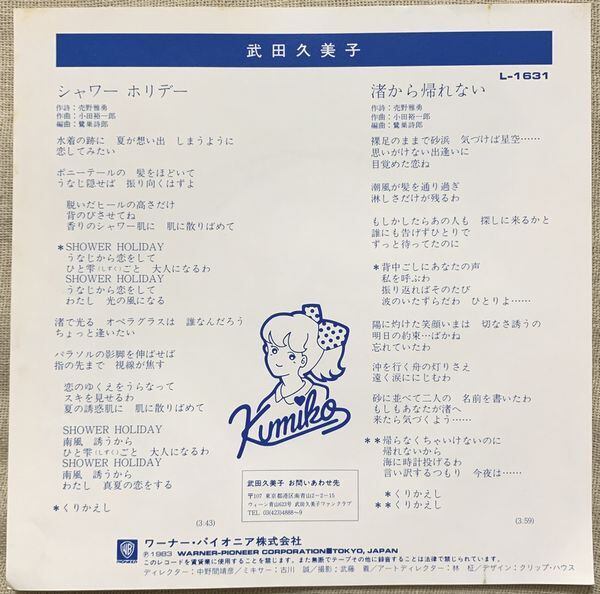 武田久美子
L-1631
シャワー ホリデー
作詩：売野雅勇
作曲：小田裕一郎
編曲：鷺巣詩郎
水着の跡に 夏が想い出 しまうように
恋してみたい
ポニーテールの 髪をほどいて
うなじ隠せば 振り向くはずよ
脱いだヒールの高さだけ
背のびさせてね
香りのシャワー肌に 肌に散りばめて
＊SHOWER HOLIDAY
うなじから恋をして
ひと雫(しずく)ごと 大人になるわ
SHOWER HOLIDAY
うなじから恋をして
わたし 光の風になる
渚で光る オペラグラスは 誰なんだろう
ちょっと逢いたい
パラソルの影脚を伸ばせば
指の先まで 視線が焦す
恋のゆくえをうらなって
スキを見せるわ
夏の誘惑肌に 肌に散りばめて
SHOWER HOLIDAY
南風 誘うから
ひと雫(しずく)ごと 大人になるわ
SHOWER HOLIDAY
南風 誘うから
わたし 真夏の恋をする
＊くりかえし
(3:43)
渚から帰れない
作詩：売野雅勇
作曲：小田裕一郎
編曲：鷺巣詩郎
裸足のままで砂浜 気づけば星空……
思いがけない出逢いに
目覚めた恋ね
潮風が髪を通り過ぎ
淋しさだけが残るわ
もしかしたらあの人も 探しに来るかと
誰にも告げずひとりで
ずっと待ってたのに
＊背中ごしにあなたの声
私を呼ぶわ
振り返ればそのたび
波のいたずらだわ ひとりよ……
陽に灼けた笑顔いまは 切なさ誘うの
明日の約束…ばかね
忘れていたわ
沖を行く舟の灯りさえ
遠く涙ににじむわ
砂に並べて二人の 名前を書いたわ
もしもあなたが渚へ
来たら気づくよう……
＊＊帰らなくちゃいけないのに
帰れないから
海に時計投げるわ
言い訳するつもり 今夜は……
＊くりかえし
＊＊くりかえし
(3:59)
Kumiko
武田久美子 お問いあわせ先
〒107 東京都港区南青山2-2-15
ウィーン青山623号 武田久美子ファンクラブ
TEL 03(423)4888〜9
WB
PIONEER
ワーナー・パイオニア株式会社
Ⓟ1983 WARNER-PIONEER CORPORATION■TOKYO, JAPAN
このレコードを賃貸業に使用することを禁じます。また無断でテープその他に録音することは法律で禁じられています。
ディレクター：中野間靖彦／ミキサー：古川 誠／撮影：武藤 義／アートディレクター：林 柾／デザイン：クリップ・ハウス